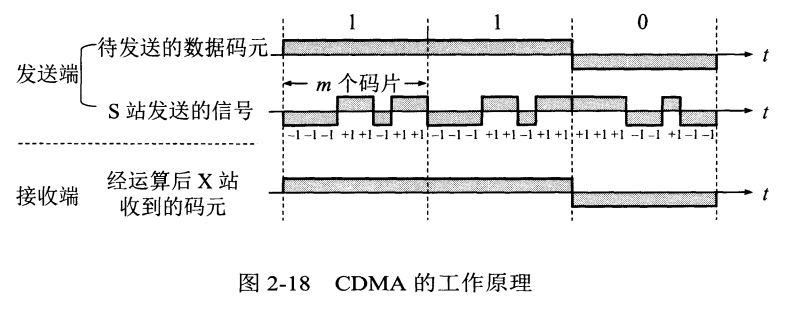 1 1 0
待发送的数据码元 t
发送端
m 个码片
S 站发送的信号 t
−1 −1 −1 +1 +1 −1 +1 +1 −1 −1 −1 +1 +1 −1 +1 +1 +1 +1 +1 −1 −1 +1 −1 −1
接收端
经运算后 X 站
收到的码元
t
图 2-18 CDMA 的工作原理